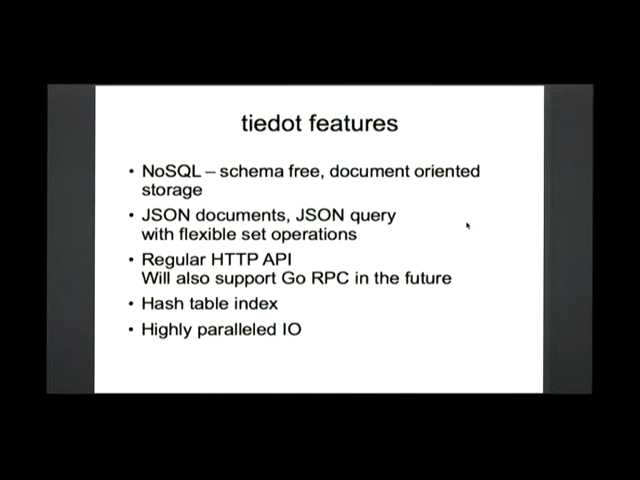 tiedot features
• NoSQL – schema free, document oriented
storage
• JSON documents, JSON query
with flexible set operations
• Regular HTTP API
Will also support Go RPC in the future
• Hash table index
• Highly paralleled IO